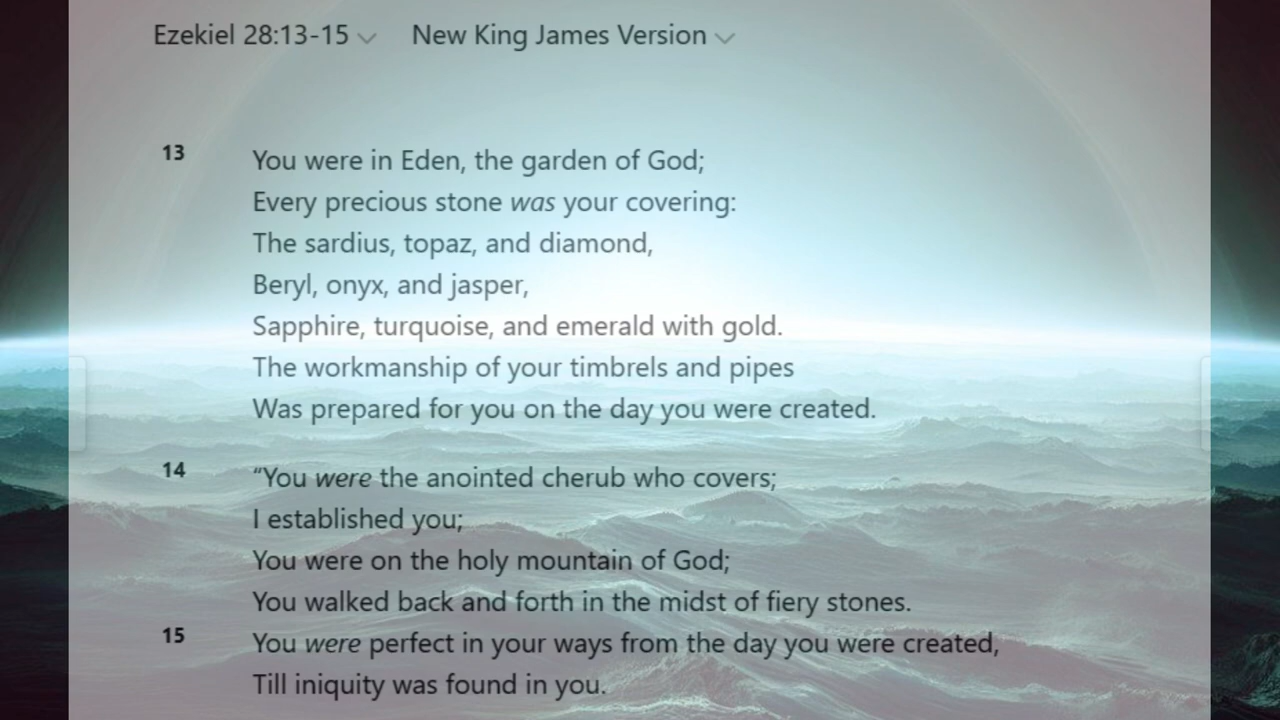 Ezekiel 28:13-15 New King James Version
13 You were in Eden, the garden of God;
Every precious stone was your covering:
The sardius, topaz, and diamond,
Beryl, onyx, and jasper,
Sapphire, turquoise, and emerald with gold.
The workmanship of your timbrels and pipes
Was prepared for you on the day you were created.
14 “You were the anointed cherub who covers;
I established you;
You were on the holy mountain of God;
You walked back and forth in the midst of fiery stones.
15 You were perfect in your ways from the day you were created,
Till iniquity was found in you.